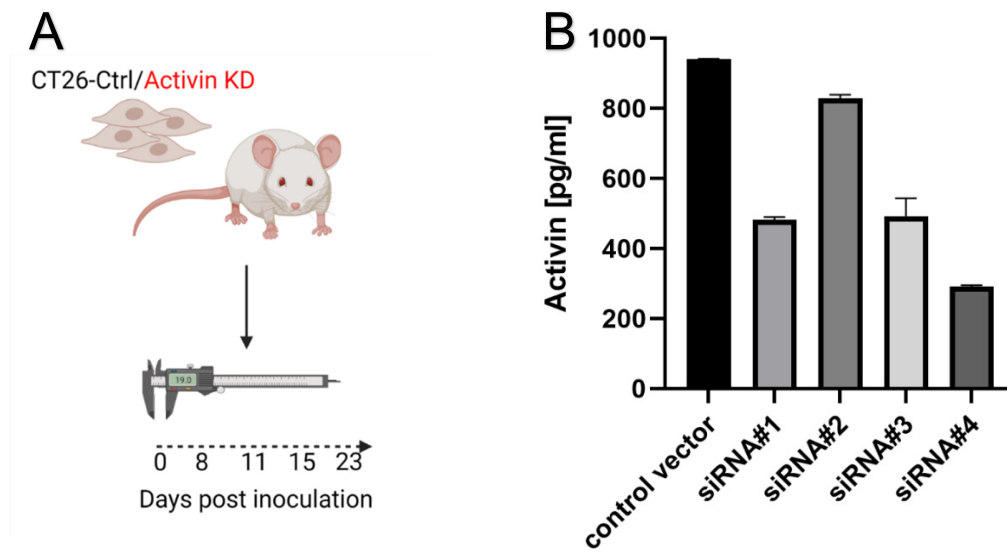 A
CT26-Ctrl/Activin KD
19.0
0 8 11 15 23
Days post inoculation
B
Activin [pg/ml]
1000
800
600
400
200
0
control vector
siRNA#1
siRNA#2
siRNA#3
siRNA#4